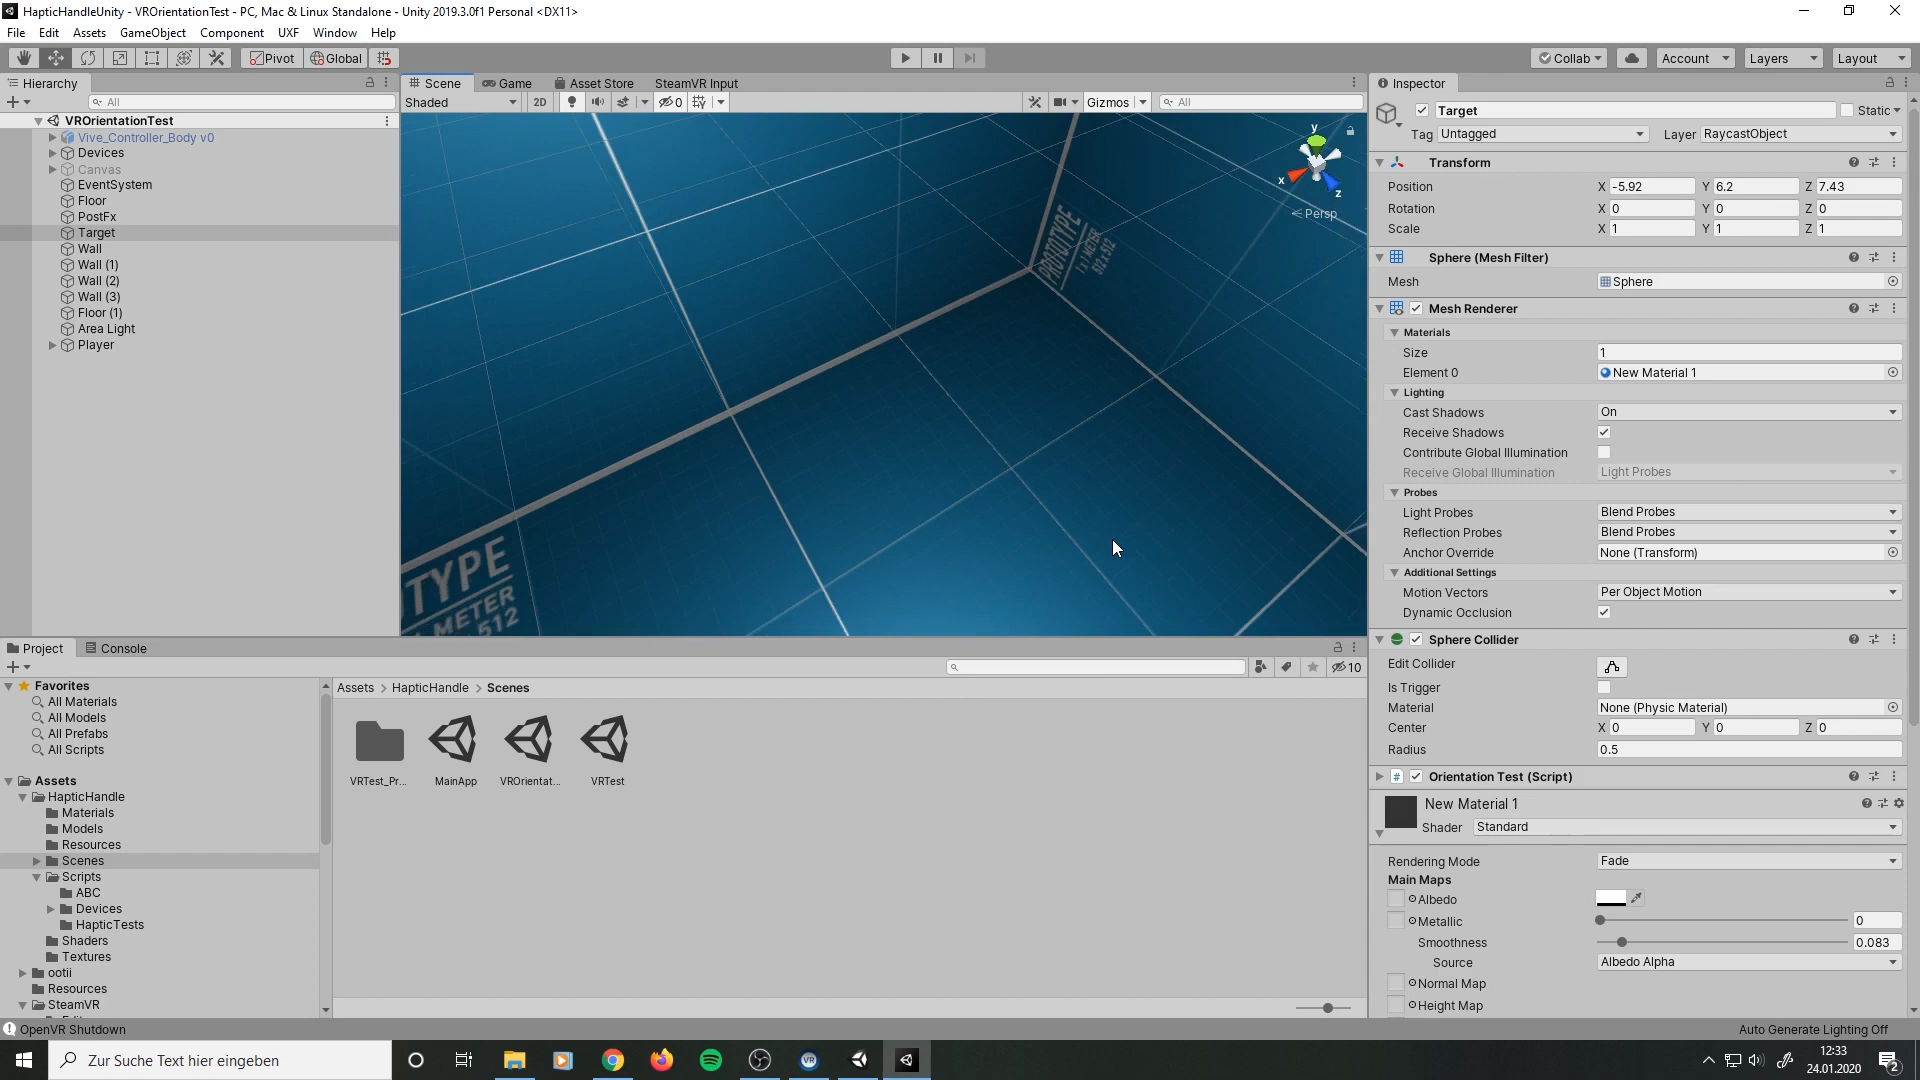 HapticHandleUnity - VROrientationTest - PC, Mac & Linux Standalone - Unity 2019.3.0f1 Personal <DX11>
File Edit Assets GameObject Component UXF Window Help
Pivot Global
Collab Account Layers Layout
Hierarchy
All
VROrientationTest
Vive_Controller_Body v0
Devices
Canvas
EventSystem
Floor
PostFx
Target
Wall
Wall (1)
Wall (2)
Wall (3)
Floor (1)
Area Light
Player
Scene Game Asset Store SteamVR Input
Shaded 2D 0 Gizmos All
y
x
z
Persp
PROTOTYPE
1 x 1 METER
512 x 512
TYPE
METER
512
Inspector
Target Static
Tag Untagged Layer RaycastObject
Transform
Position X -5.92 Y 6.2 Z 7.43
Rotation X 0 Y 0 Z 0
Scale X 1 Y 1 Z 1
Sphere (Mesh Filter)
Mesh Sphere
Mesh Renderer
Materials
Size 1
Element 0 New Material 1
Lighting
Cast Shadows On
Receive Shadows
Contribute Global Illumination
Receive Global Illumination Light Probes
Probes
Light Probes Blend Probes
Reflection Probes Blend Probes
Anchor Override None (Transform)
Additional Settings
Motion Vectors Per Object Motion
Dynamic Occlusion
Sphere Collider
Edit Collider
Is Trigger
Material None (Physic Material)
Center X 0 Y 0 Z 0
Radius 0.5
# Orientation Test (Script)
New Material 1
Shader Standard
Rendering Mode Fade
Main Maps
Albedo
Metallic 0
Smoothness 0.083
Source Albedo Alpha
Normal Map
Height Map
Project Console
10
Favorites
All Materials
All Models
All Prefabs
All Scripts
Assets
HapticHandle
Materials
Models
Resources
Scenes
Scripts
ABC
Devices
HapticTests
Shaders
Textures
ootii
Resources
SteamVR
Assets > HapticHandle > Scenes
VRTest_Pr... MainApp VROrientat... VRTest
OpenVR Shutdown
Auto Generate Lighting Off
Zur Suche Text hier eingeben
VR
12:33
24.01.2020
2